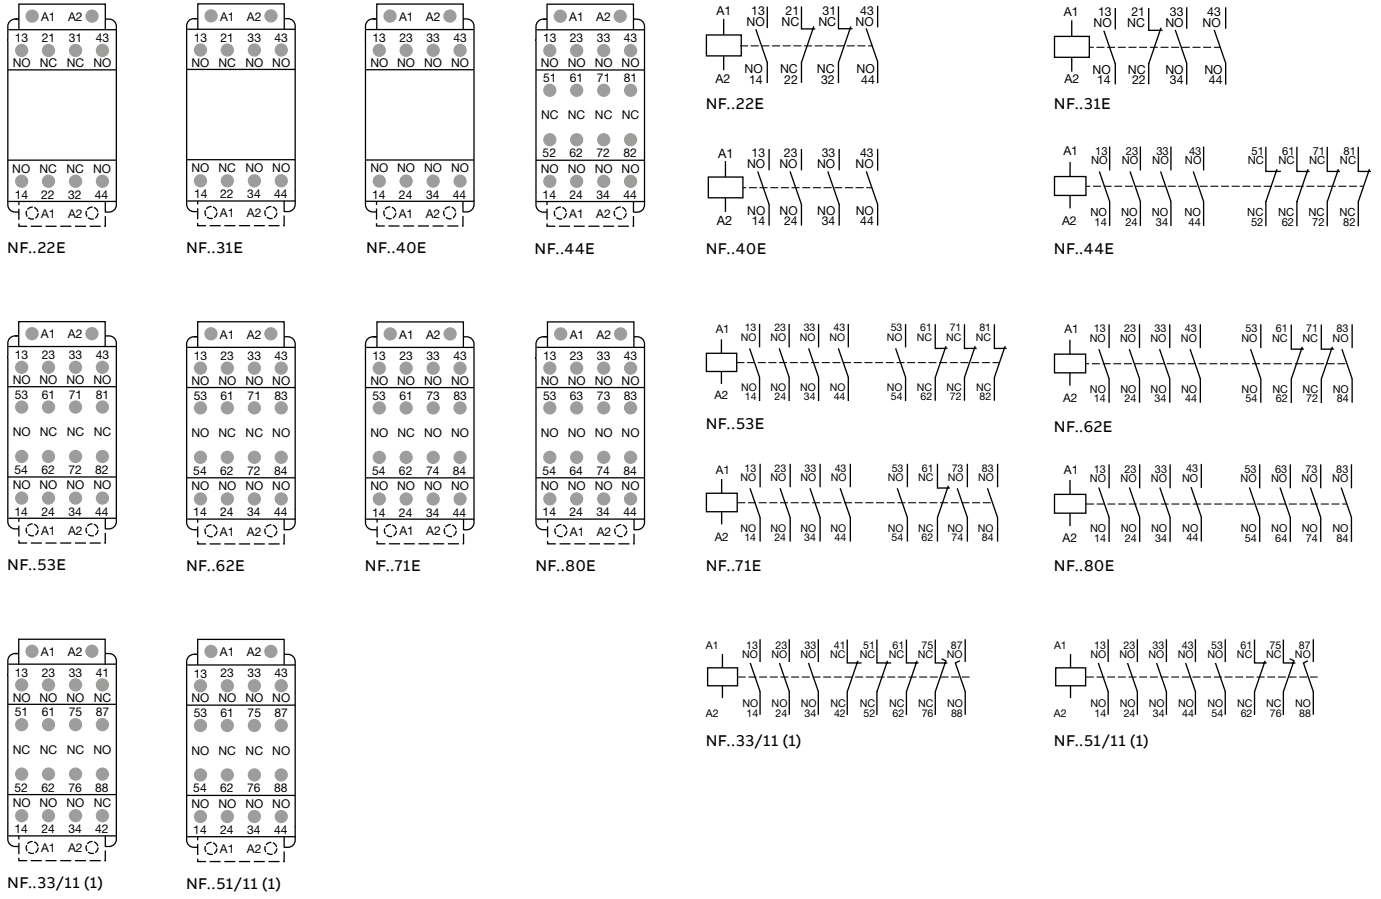 A1 A2
13 21 31 43
NO NC NC NO
NO NC NC NO
14 22 32 44
A1 A2
NF..22E
A1 A2
13 21 33 43
NO NC NO NO
NO NC NO NO
14 22 34 44
A1 A2
NF..31E
A1 A2
13 23 33 43
NO NO NO NO
NO NO NO NO
14 24 34 44
A1 A2
NF..40E
A1 A2
13 23 33 43
NO NO NO NO
51 61 71 81
NC NC NC NC
52 62 72 82
NO NO NO NO
14 24 34 44
A1 A2
NF..44E
A1 13 21 31 43
NO NC NC NO
NO NC NC NO
A2 14 22 32 44
NF..22E
A1 13 21 33 43
NO NC NO NO
NO NC NO NO
A2 14 22 34 44
NF..31E
A1 13 23 33 43
NO NO NO NO
NO NO NO NO
A2 14 24 34 44
NF..40E
A1 13 23 33 43 51 61 71 81
NO NO NO NO NC NC NC NC
NO NO NO NO NC NC NC NC
A2 14 24 34 44 52 62 72 82
NF..44E
A1 A2
13 23 33 43
NO NO NO NO
53 61 71 81
NO NC NC NC
54 62 72 82
NO NO NO NO
14 24 34 44
A1 A2
NF..53E
A1 A2
13 23 33 43
NO NO NO NO
53 61 71 83
NO NC NC NO
54 62 72 84
NO NO NO NO
14 24 34 44
A1 A2
NF..62E
A1 A2
13 23 33 43
NO NO NO NO
53 61 73 83
NO NC NO NO
54 62 74 84
NO NO NO NO
14 24 34 44
A1 A2
NF..71E
A1 A2
13 23 33 43
NO NO NO NO
53 63 73 83
NO NO NO NO
54 64 74 84
NO NO NO NO
14 24 34 44
A1 A2
NF..80E
A1 13 23 33 43 53 61 71 81
NO NO NO NO NO NC NC NC
NO NO NO NO NO NC NC NC
A2 14 24 34 44 54 62 72 82
NF..53E
A1 13 23 33 43 53 61 71 83
NO NO NO NO NO NC NC NO
NO NO NO NO NO NC NC NO
A2 14 24 34 44 54 62 72 84
NF..62E
A1 13 23 33 43 53 61 73 83
NO NO NO NO NO NC NO NO
NO NO NO NO NO NC NO NO
A2 14 24 34 44 54 62 74 84
NF..71E
A1 13 23 33 43 53 63 73 83
NO NO NO NO NO NO NO NO
NO NO NO NO NO NO NO NO
A2 14 24 34 44 54 64 74 84
NF..80E
A1 A2
13 23 33 41
NO NO NO NC
51 61 75 87
NC NC NC NO
52 62 76 88
NO NO NO NC
14 24 34 42
A1 A2
NF..33/11 (1)
A1 A2
13 23 33 43
NO NO NO NO
53 61 75 87
NO NC NC NO
54 62 76 88
NO NO NO NO
14 24 34 44
A1 A2
NF..51/11 (1)
A1 13 23 33 41 51 61 75 87
NO NO NO NC NC NC NC NO
NO NO NO NC NC NC NC NO
A2 14 24 34 42 52 62 76 88
NF..33/11 (1)
A1 13 23 33 43 53 61 75 87
NO NO NO NO NO NC NC NO
NO NO NO NO NO NC NC NO
A2 14 24 34 44 54 62 76 88
NF..51/11 (1)